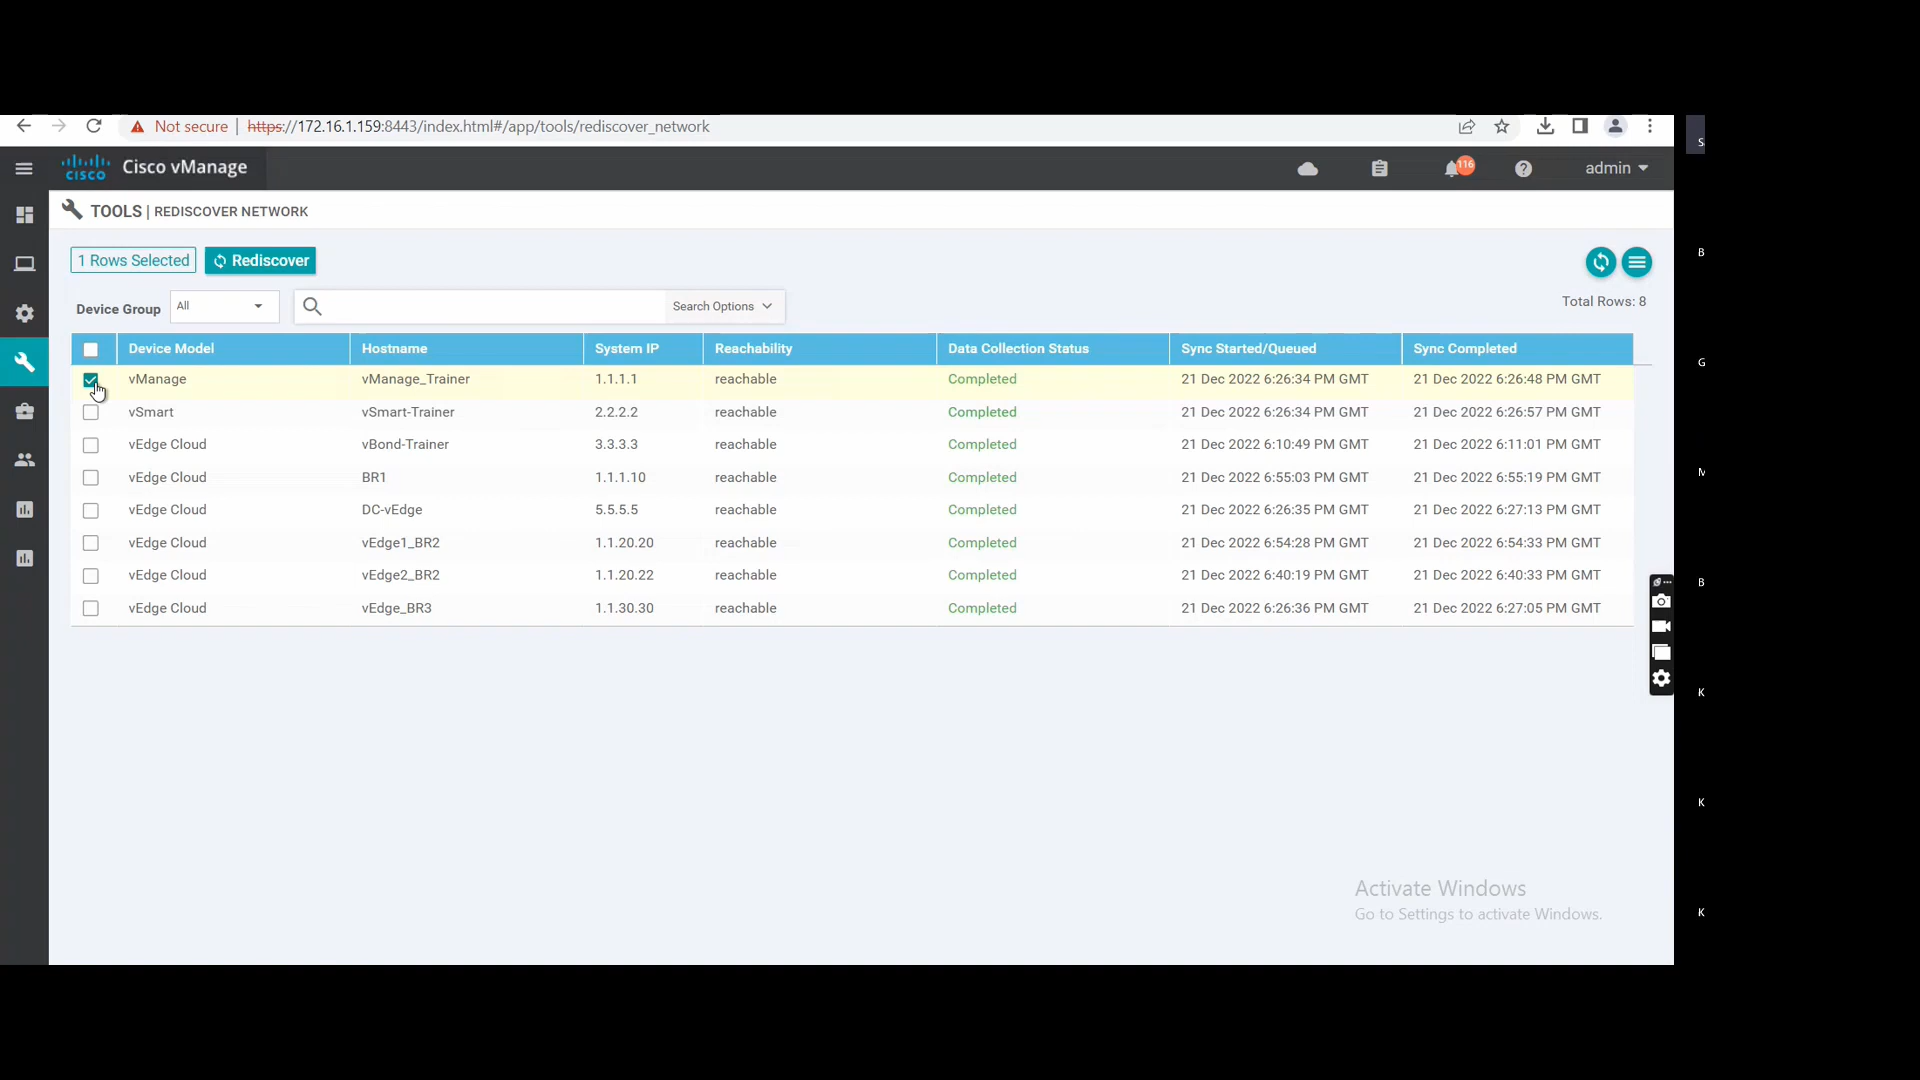 Not secure | https://172.16.1.159:8443/index.html#/app/tools/rediscover_network
cisco Cisco vManage 116 admin
TOOLS | REDISCOVER NETWORK
1 Rows Selected Rediscover
Device Group All Search Options Total Rows: 8
Device Model Hostname System IP Reachability Data Collection Status Sync Started/Queued Sync Completed
vManage vManage_Trainer 1.1.1.1 reachable Completed 21 Dec 2022 6:26:34 PM GMT 21 Dec 2022 6:26:48 PM GMT
vSmart vSmart-Trainer 2.2.2.2 reachable Completed 21 Dec 2022 6:26:34 PM GMT 21 Dec 2022 6:26:57 PM GMT
vEdge Cloud vBond-Trainer 3.3.3.3 reachable Completed 21 Dec 2022 6:10:49 PM GMT 21 Dec 2022 6:11:01 PM GMT
vEdge Cloud BR1 1.1.1.10 reachable Completed 21 Dec 2022 6:55:03 PM GMT 21 Dec 2022 6:55:19 PM GMT
vEdge Cloud DC-vEdge 5.5.5.5 reachable Completed 21 Dec 2022 6:26:35 PM GMT 21 Dec 2022 6:27:13 PM GMT
vEdge Cloud vEdge1_BR2 1.1.20.20 reachable Completed 21 Dec 2022 6:54:28 PM GMT 21 Dec 2022 6:54:33 PM GMT
vEdge Cloud vEdge2_BR2 1.1.20.22 reachable Completed 21 Dec 2022 6:40:19 PM GMT 21 Dec 2022 6:40:33 PM GMT
vEdge Cloud vEdge_BR3 1.1.30.30 reachable Completed 21 Dec 2022 6:26:36 PM GMT 21 Dec 2022 6:27:05 PM GMT
Activate Windows
Go to Settings to activate Windows.
S
B
G
B
K
K
K